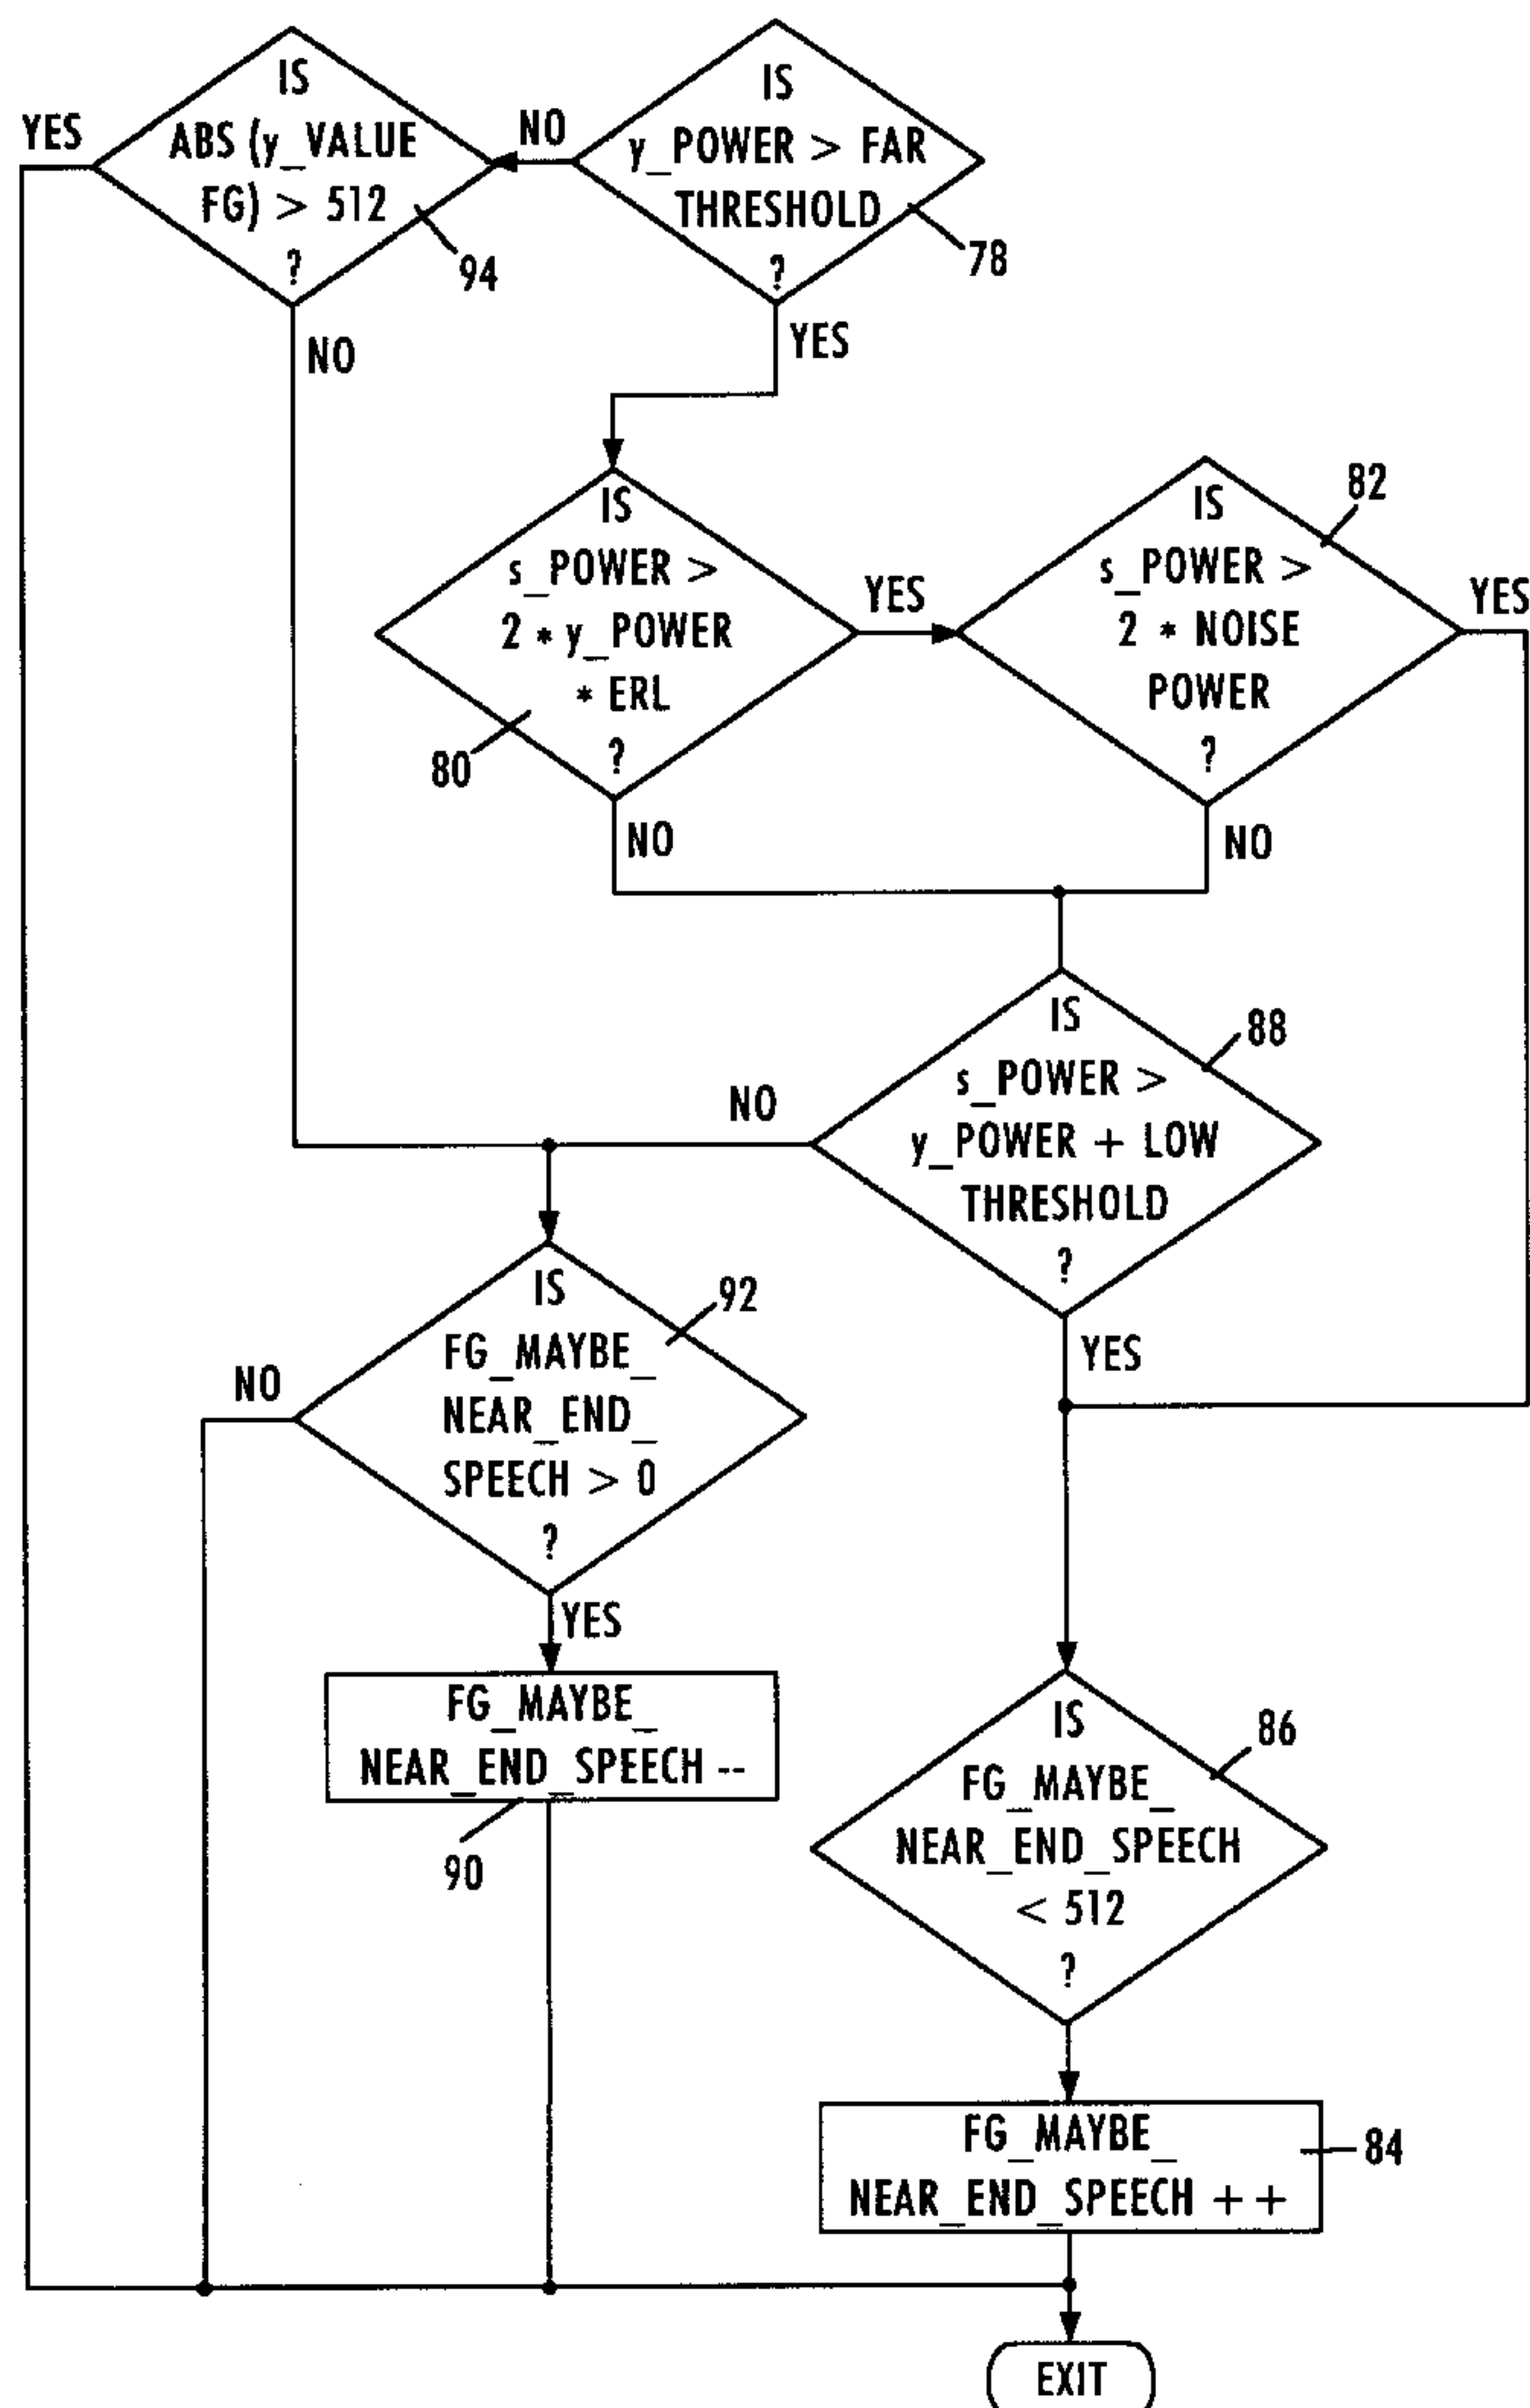 IS
ABS (y_VALUE
FG) > 512
?
94
YES
NO
IS
y_POWER > FAR
THRESHOLD
?
78
NO
YES
IS
s_POWER >
2 * y_POWER
* ERL
?
80
YES
NO
IS
s_POWER >
2 * NOISE
POWER
?
82
YES
NO
IS
s_POWER >
y_POWER + LOW
THRESHOLD
?
88
NO
YES
IS
FG_MAYBE_
NEAR_END_
SPEECH > 0
?
92
NO
YES
FG_MAYBE_
NEAR_END_SPEECH --
90
IS
FG_MAYBE_
NEAR_END_SPEECH
< 512
?
86
FG_MAYBE_
NEAR_END_SPEECH ++
84
EXIT